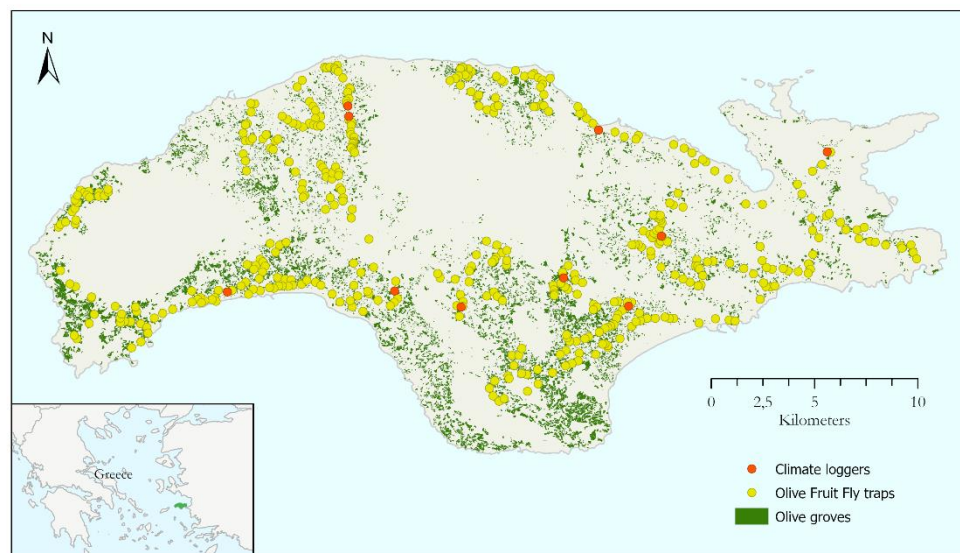 N
0 2,5 5 10
Kilometers
Climate loggers
Olive Fruit Fly traps
Olive groves
Greece